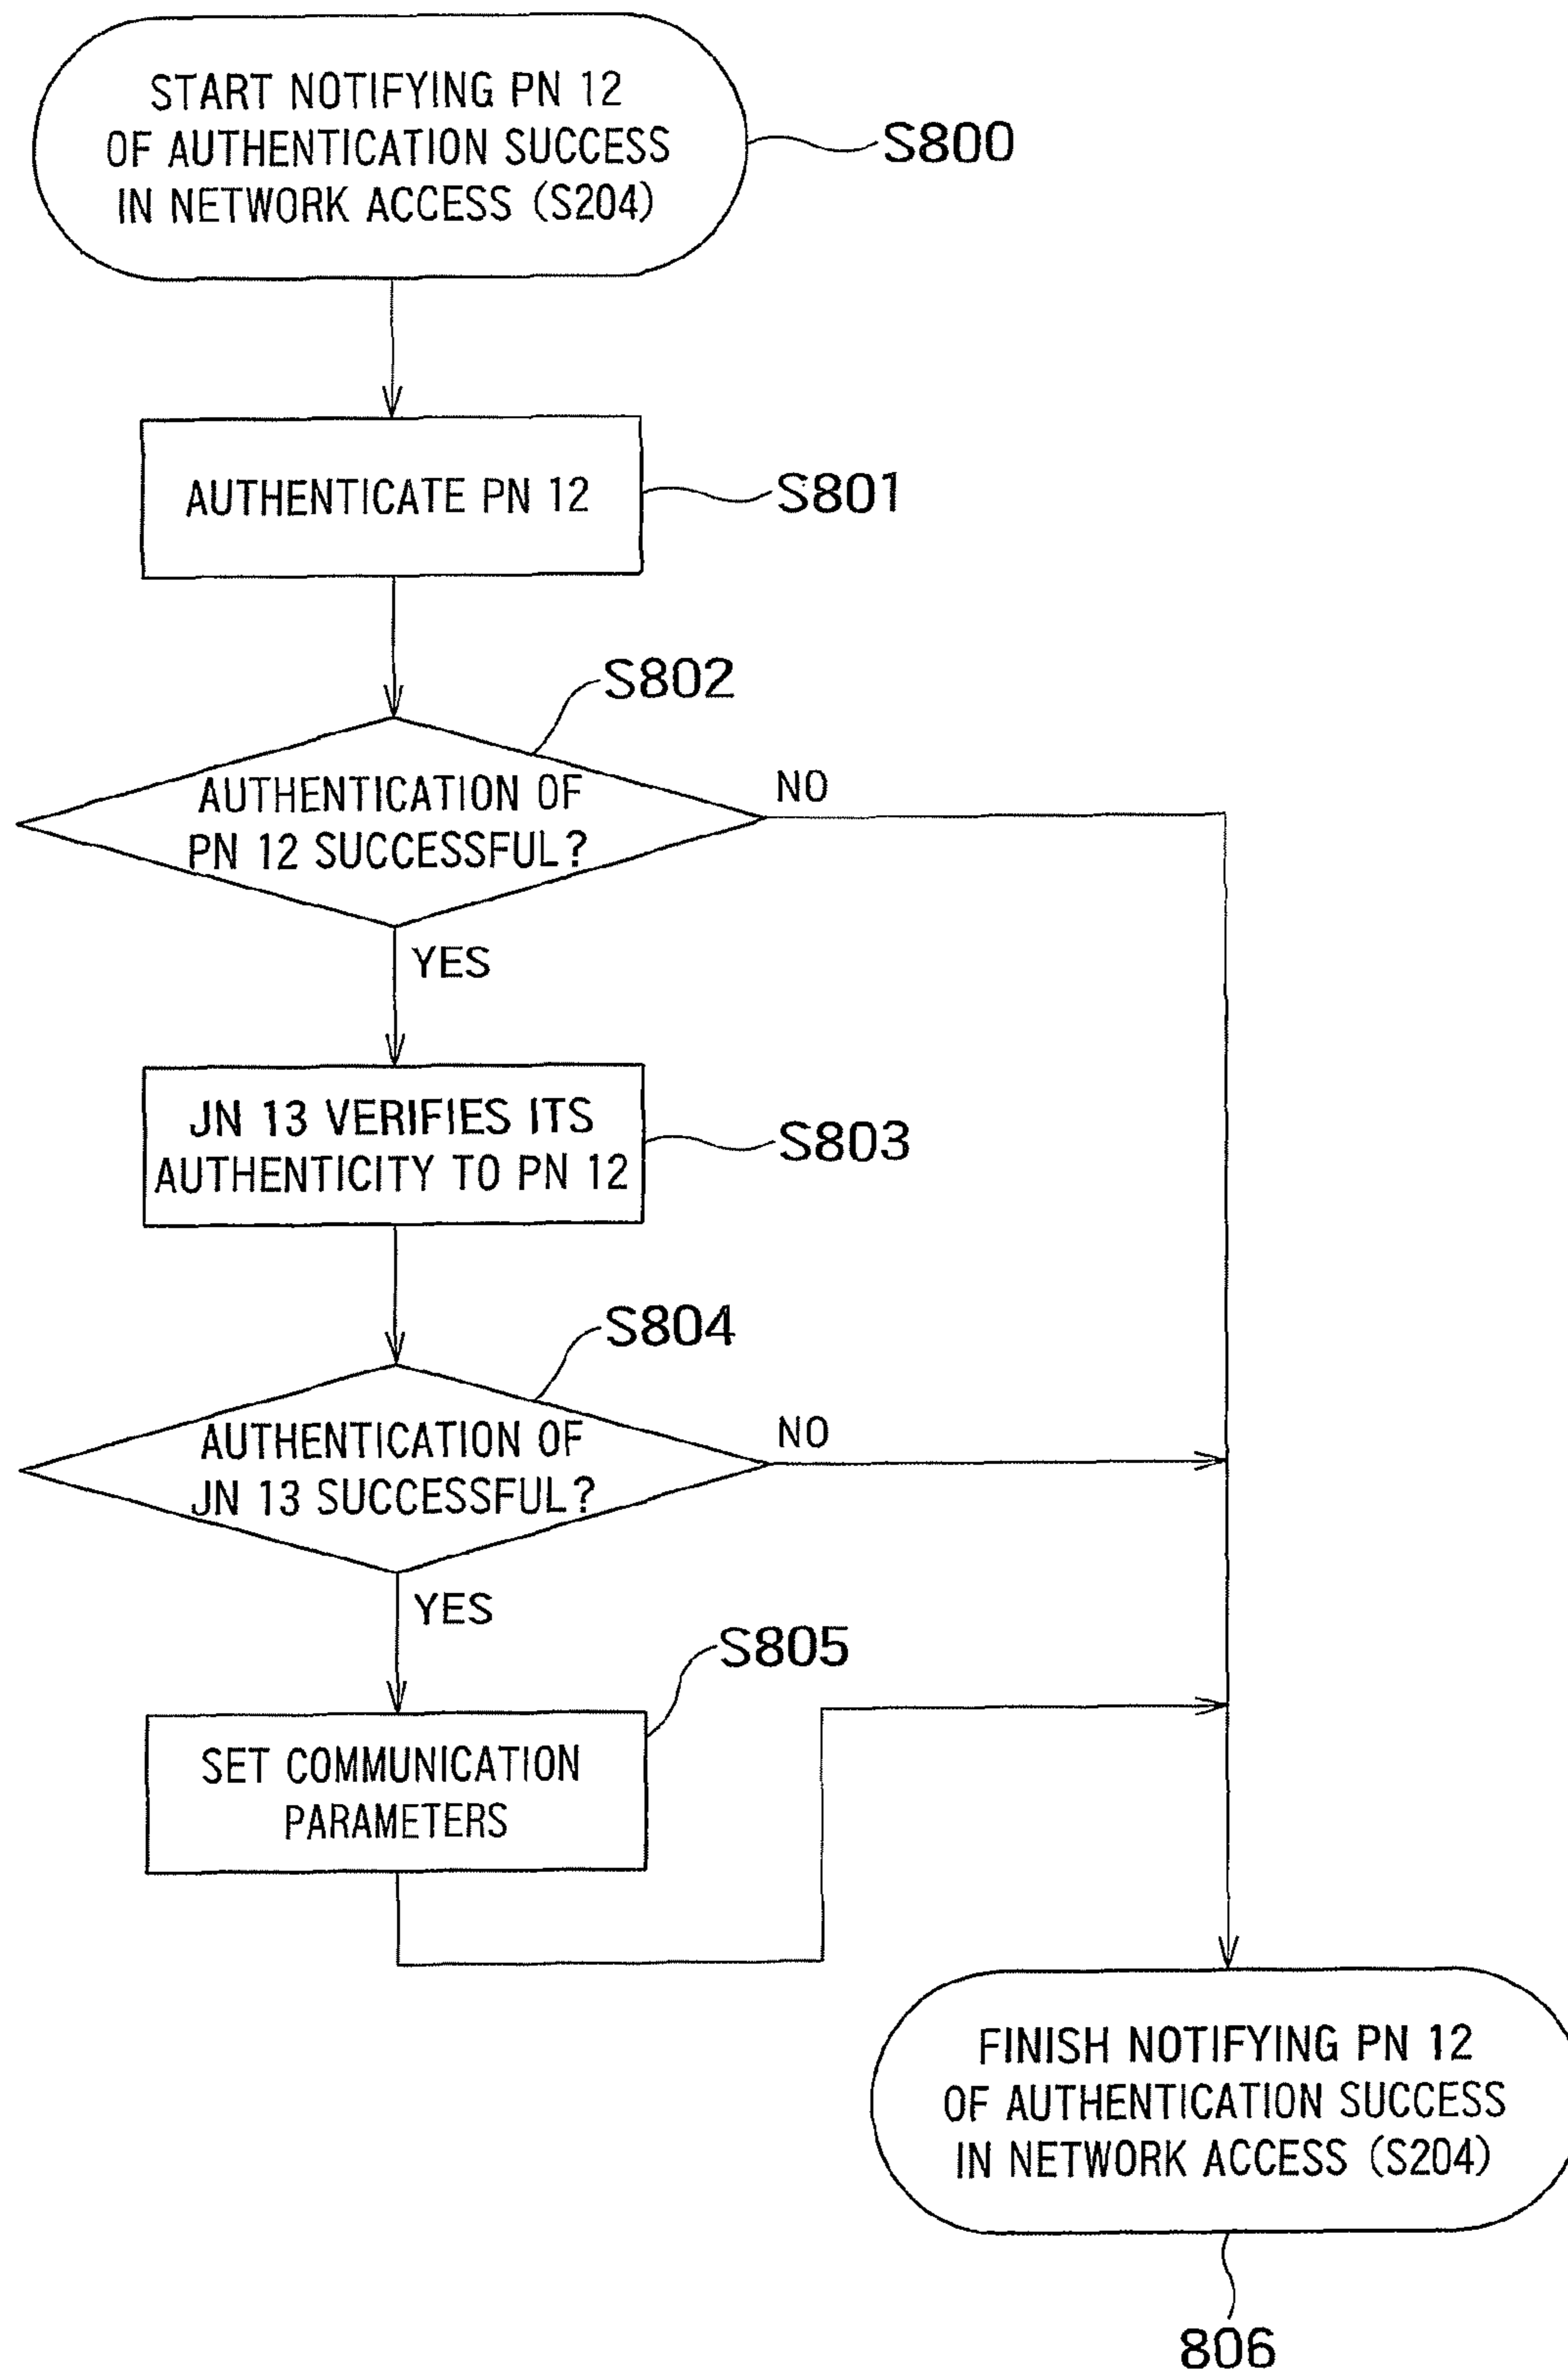 START NOTIFYING PN 12
OF AUTHENTICATION SUCCESS
IN NETWORK ACCESS (S204)
S800
AUTHENTICATE PN 12
S801
S802
AUTHENTICATION OF
PN 12 SUCCESSFUL?
NO
YES
JN 13 VERIFIES ITS
AUTHENTICITY TO PN 12
S803
S804
AUTHENTICATION OF
JN 13 SUCCESSFUL?
NO
YES
S805
SET COMMUNICATION
PARAMETERS
FINISH NOTIFYING PN 12
OF AUTHENTICATION SUCCESS
IN NETWORK ACCESS (S204)
806